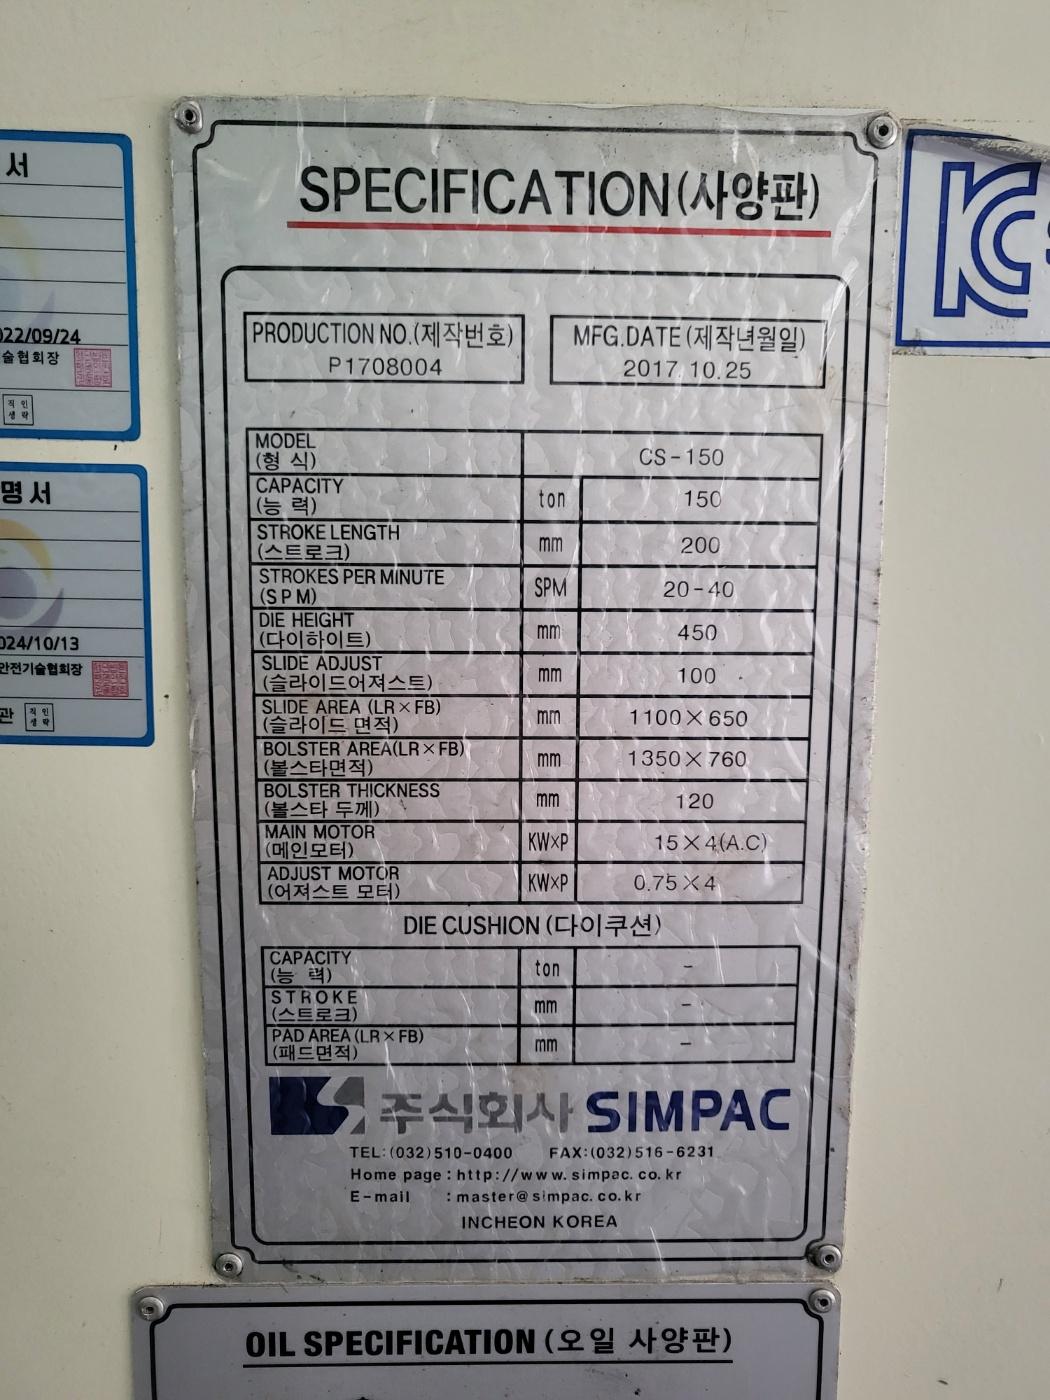 SPECIFICATION(사양판)
PRODUCTION NO.(제작번호)
P1708004
MFG.DATE(제작년월일)
2017.10.25
MODEL
(형 식)
CS-150
CAPACITY
(능 력)
ton
150
STROKE LENGTH
(스트로크)
mm
200
STROKES PER MINUTE
(SPM)
SPM
20-40
DIE HEIGHT
(다이하이트)
mm
450
SLIDE ADJUST
(슬라이드어져스트)
mm
100
SLIDE AREA (LR×FB)
(슬라이드 면적)
mm
1100×650
BOLSTER AREA(LR×FB)
(볼스타면적)
mm
1350×760
BOLSTER THICKNESS
(볼스타 두께)
mm
120
MAIN MOTOR
(메인모터)
KW×P
15×4(A.C)
ADJUST MOTOR
(어져스트 모터)
KW×P
0.75×4
DIE CUSHION(다이쿠션)
CAPACITY
(능 력)
ton
-
STROKE
(스트로크)
mm
-
PAD AREA(LR×FB)
(패드면적)
mm
-
주식회사 SIMPAC
TEL:(032)510-0400 FAX:(032)516-6231
Home page : http://www.simpac.co.kr
E-mail : master@simpac.co.kr
INCHEON KOREA
OIL SPECIFICATION (오일 사양판)
서
022/09/24
술협회장
직인
생략
명서
024/10/13
안전기술협회장
관
직인
생략